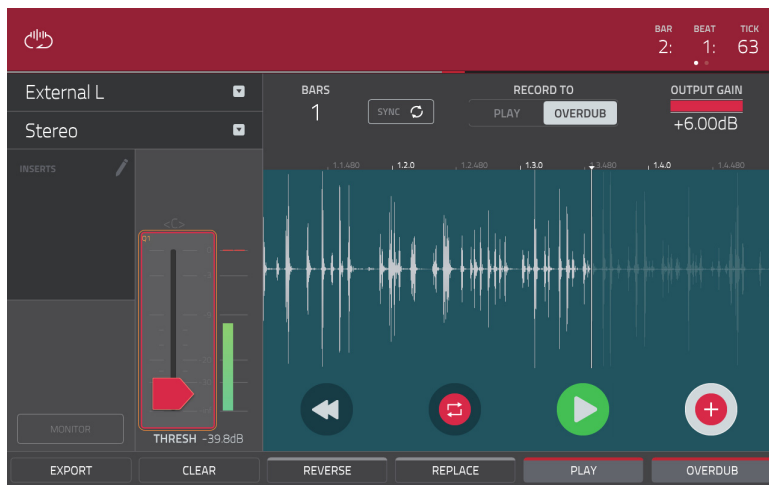 BAR BEAT TICK
2: 1: 63
External L
Stereo
BARS
1
SYNC
RECORD TO
PLAY OVERDUB
OUTPUT GAIN
+6.00dB
INSERTS
1.1.480 1.2.0 1.2.480 1.3.0 1.3.480 1.4.0 1.4.480
<C>
Q1
MONITOR
THRESH -39.8dB
EXPORT CLEAR REVERSE REPLACE PLAY OVERDUB